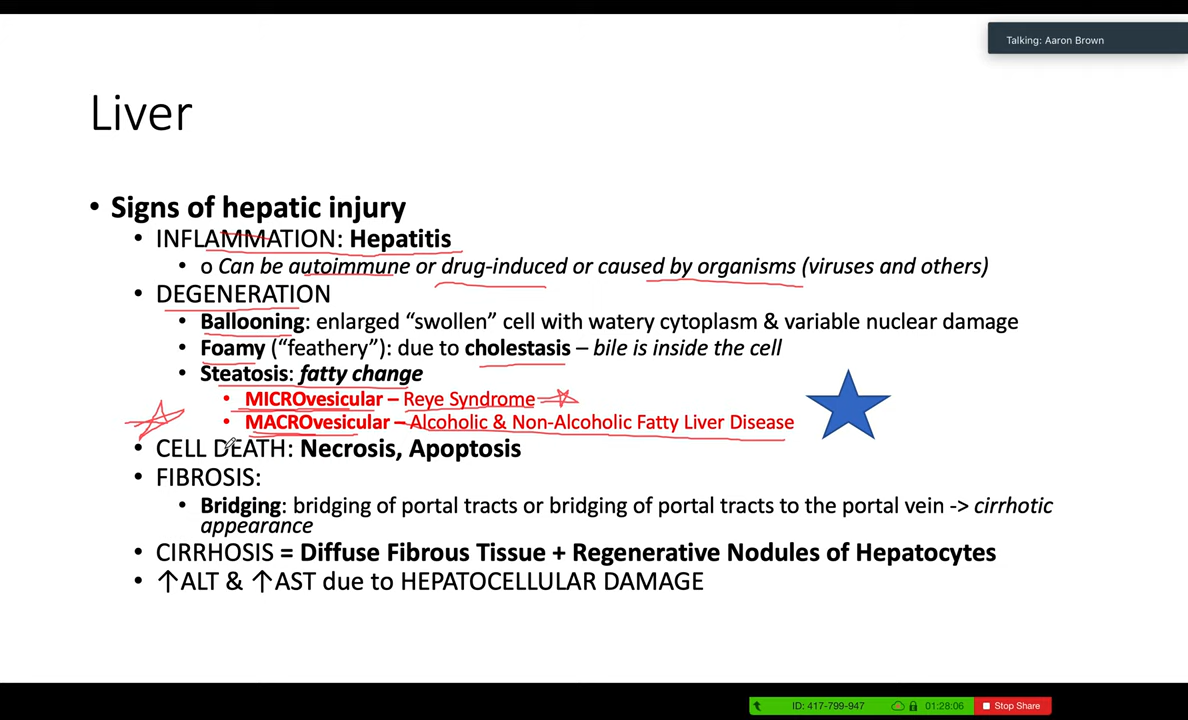 Talking: Aaron Brown
Liver
• Signs of hepatic injury
• INFLAMMATION: Hepatitis
• o Can be autoimmune or drug-induced or caused by organisms (viruses and others)
• DEGENERATION
• Ballooning: enlarged “swollen” cell with watery cytoplasm & variable nuclear damage
• Foamy (“feathery”): due to cholestasis – bile is inside the cell
• Steatosis: fatty change
• MICROvesicular – Reye Syndrome
• MACROvesicular – Alcoholic & Non-Alcoholic Fatty Liver Disease
• CELL DEATH: Necrosis, Apoptosis
• FIBROSIS:
• Bridging: bridging of portal tracts or bridging of portal tracts to the portal vein -> cirrhotic
appearance
• CIRRHOSIS = Diffuse Fibrous Tissue + Regenerative Nodules of Hepatocytes
• ↑ALT & ↑AST due to HEPATOCELLULAR DAMAGE
ID: 417-799-947 01:28:06 Stop Share